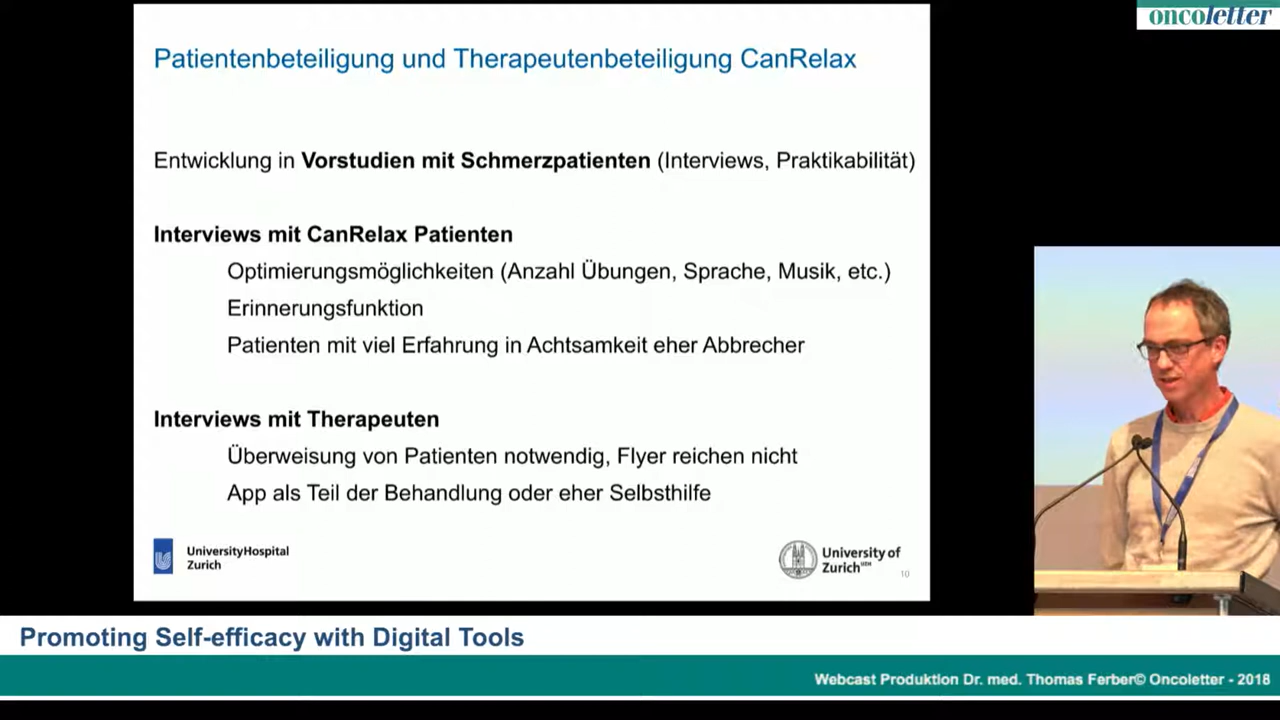 oncoletter
Patientenbeteiligung und Therapeutenbeteiligung CanRelax
Entwicklung in Vorstudien mit Schmerzpatienten (Interviews, Praktikabilität)
Interviews mit CanRelax Patienten
Optimierungsmöglichkeiten (Anzahl Übungen, Sprache, Musik, etc.)
Erinnerungsfunktion
Patienten mit viel Erfahrung in Achtsamkeit eher Abbrecher
Interviews mit Therapeuten
Überweisung von Patienten notwendig, Flyer reichen nicht
App als Teil der Behandlung oder eher Selbsthilfe
UniversityHospital
Zurich
University of
Zurich UZH
10
Promoting Self-efficacy with Digital Tools
Webcast Produktion Dr. med. Thomas Ferber© Oncoletter - 2018